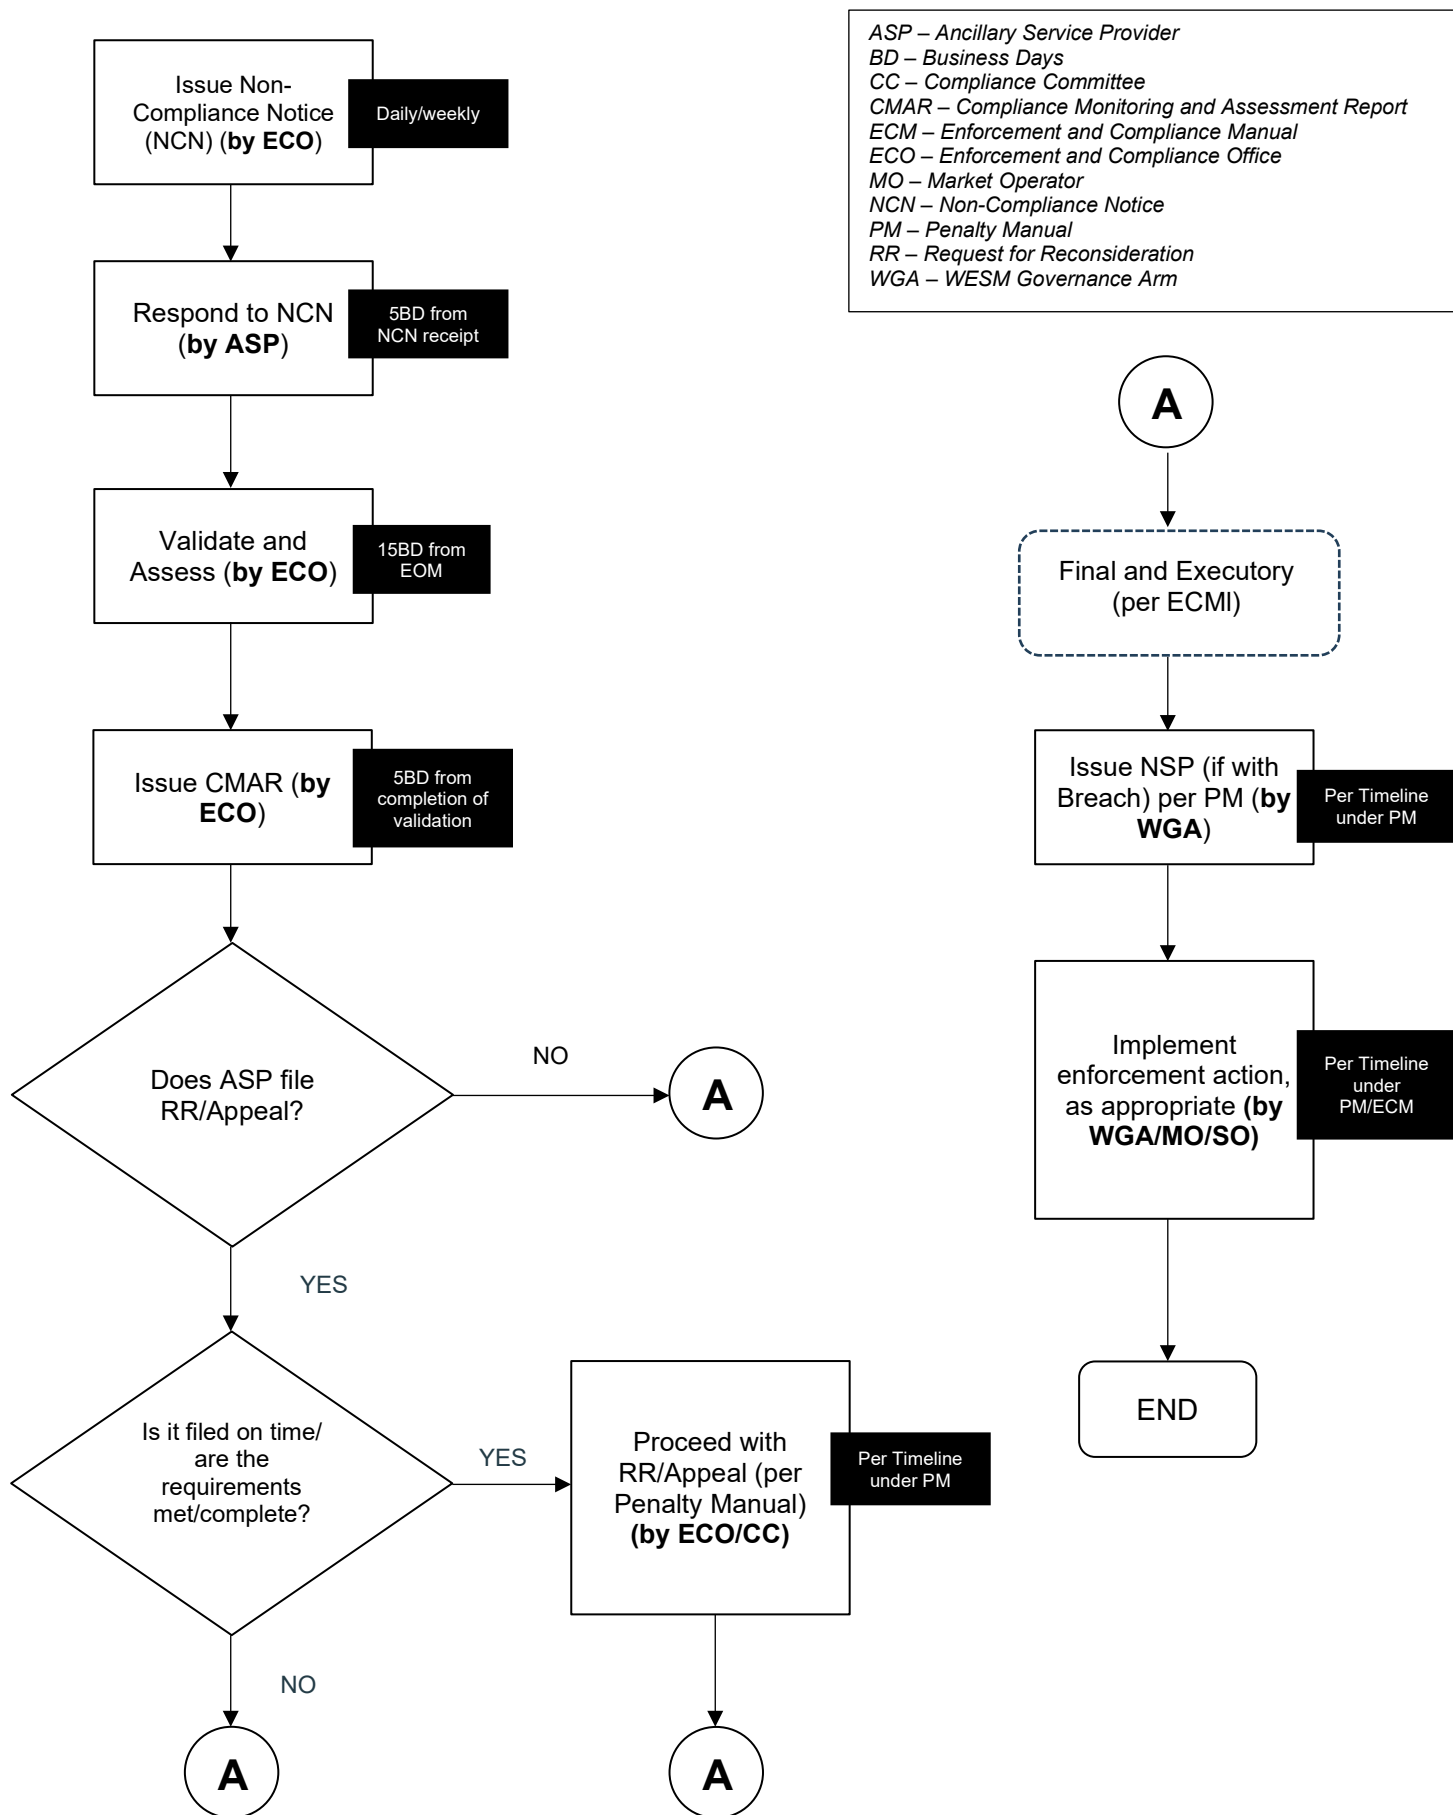 Issue Non-
Compliance Notice
(NCN) (by ECO)
Daily/weekly
Respond to NCN
(by ASP)
5BD from
NCN receipt
Validate and
Assess (by ECO)
15BD from
EOM
Issue CMAR (by
ECO)
5BD from
completion of
validation
Does ASP file
RR/Appeal?
NO
A
YES
Is it filed on time/
are the
requirements
met/complete?
YES
Proceed with
RR/Appeal (per
Penalty Manual)
(by ECO/CC)
Per Timeline
under PM
NO
A
A
ASP – Ancillary Service Provider
BD – Business Days
CC – Compliance Committee
CMAR – Compliance Monitoring and Assessment Report
ECM – Enforcement and Compliance Manual
ECO – Enforcement and Compliance Office
MO – Market Operator
NCN – Non-Compliance Notice
PM – Penalty Manual
RR – Request for Reconsideration
WGA – WESM Governance Arm
A
Final and Executory
(per ECMI)
Issue NSP (if with
Breach) per PM (by
WGA)
Per Timeline
under PM
Implement
enforcement action,
as appropriate (by
WGA/MO/SO)
Per Timeline
under
PM/ECM
END